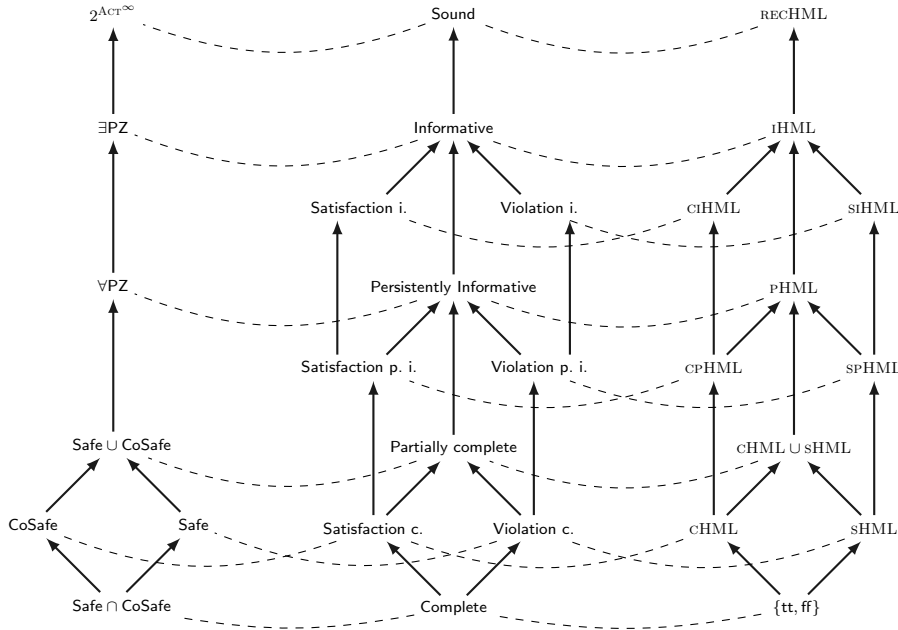 2^ACT^∞ Sound RECHML
∃PZ Informative IHML
Satisfaction i. Violation i. CIHML SIHML
∀PZ Persistently Informative PHML
Satisfaction p. i. Violation p. i. CPHML SPHML
Safe ∪ CoSafe Partially complete CHML ∪ SHML
CoSafe Safe Satisfaction c. Violation c. CHML SHML
Safe ∩ CoSafe Complete {tt, ff}